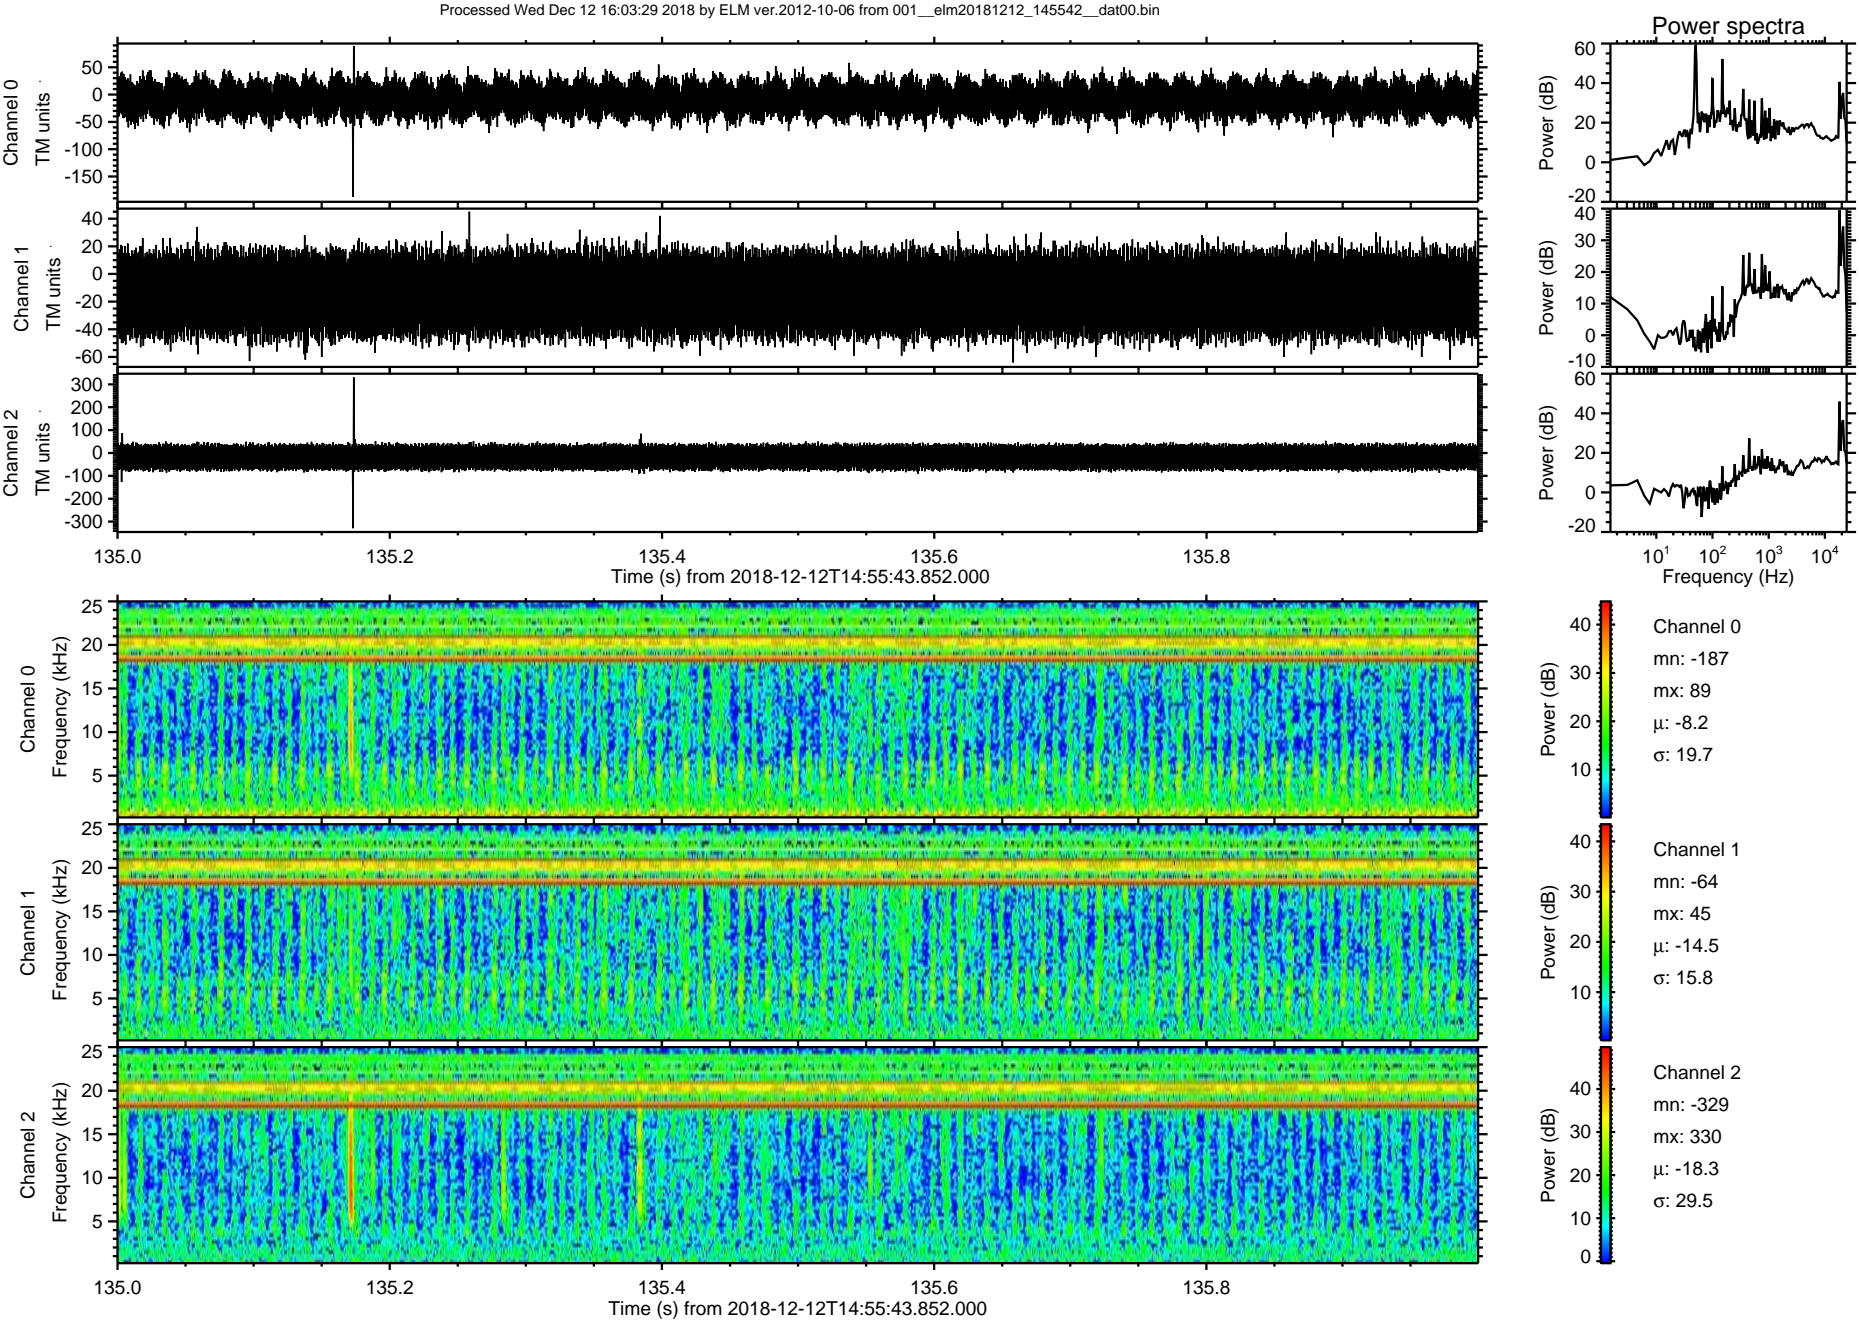 Processed Wed Dec 12 16:03:29 2018 by ELM ver.2012-10-06 from 001__elm20181212_145542__dat00.bin
Power spectra
Channel 0
TM units
50
0
-50
-100
-150
Power (dB)
60
40
20
0
-20
Channel 1
TM units
40
20
0
-20
-40
-60
Power (dB)
40
30
20
10
0
-10
Channel 2
TM units
300
200
100
0
-100
-200
-300
Power (dB)
60
40
20
0
-20
135.0 135.2 135.4 135.6 135.8
Time (s) from 2018-12-12T14:55:43.852.000
10¹ 10² 10³ 10⁴
Frequency (Hz)
Channel 0
Frequency (kHz)
25
20
15
10
5
Power (dB)
40
30
20
10
Channel 0
mn: -187
mx: 89
μ: -8.2
σ: 19.7
Channel 1
Frequency (kHz)
25
20
15
10
5
Power (dB)
40
30
20
10
Channel 1
mn: -64
mx: 45
μ: -14.5
σ: 15.8
Channel 2
Frequency (kHz)
25
20
15
10
5
Power (dB)
40
30
20
10
0
Channel 2
mn: -329
mx: 330
μ: -18.3
σ: 29.5
135.0 135.2 135.4 135.6 135.8
Time (s) from 2018-12-12T14:55:43.852.000